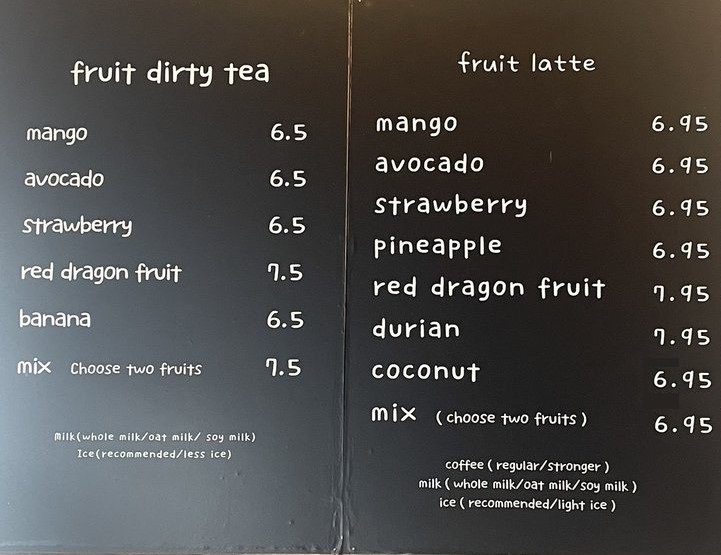 fruit dirty tea
mango 6.5
avocado 6.5
strawberry 6.5
red dragon fruit 7.5
banana 6.5
mix Choose two fruits 7.5
Milk(whole milk/oat milk/ soy milk)
Ice(recommended/less ice)
fruit latte
mango 6.95
avocado 6.95
strawberry 6.95
pineapple 6.95
red dragon fruit 7.95
durian 7.95
coconut 6.95
mix (choose two fruits) 6.95
coffee (regular/stronger)
milk (whole milk/oat milk/soy milk)
ice (recommended/light ice)